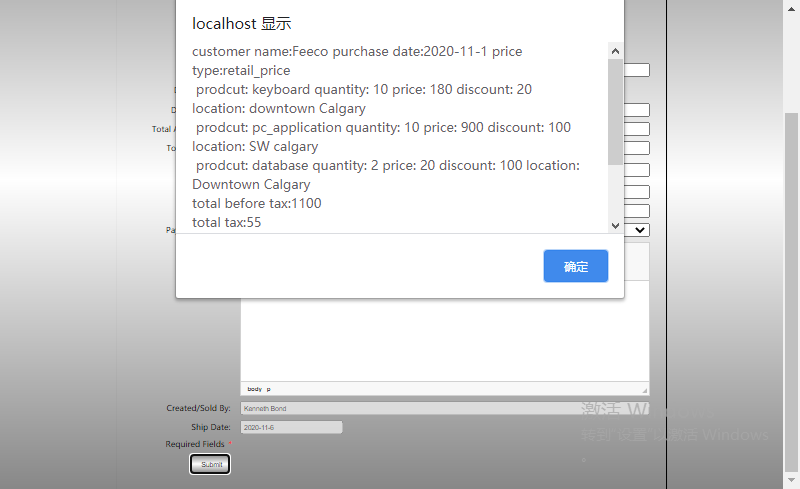 localhost 显示
customer name:Feeco purchase date:2020-11-1 price
type:retail_price
prodcut: keyboard quantity: 10 price: 180 discount: 20
location: downtown Calgary
prodcut: pc_application quantity: 10 price: 900 discount: 100
location: SW calgary
prodcut: database quantity: 2 price: 20 discount: 100 location:
Downtown Calgary
total before tax:1100
total tax:55
确定
Total
body p
Created/Sold By: Kenneth Bond
Ship Date: 2020-11-6
Required Fields *
Submit
激活 Windows
转到"设置"以激活 Windows
。